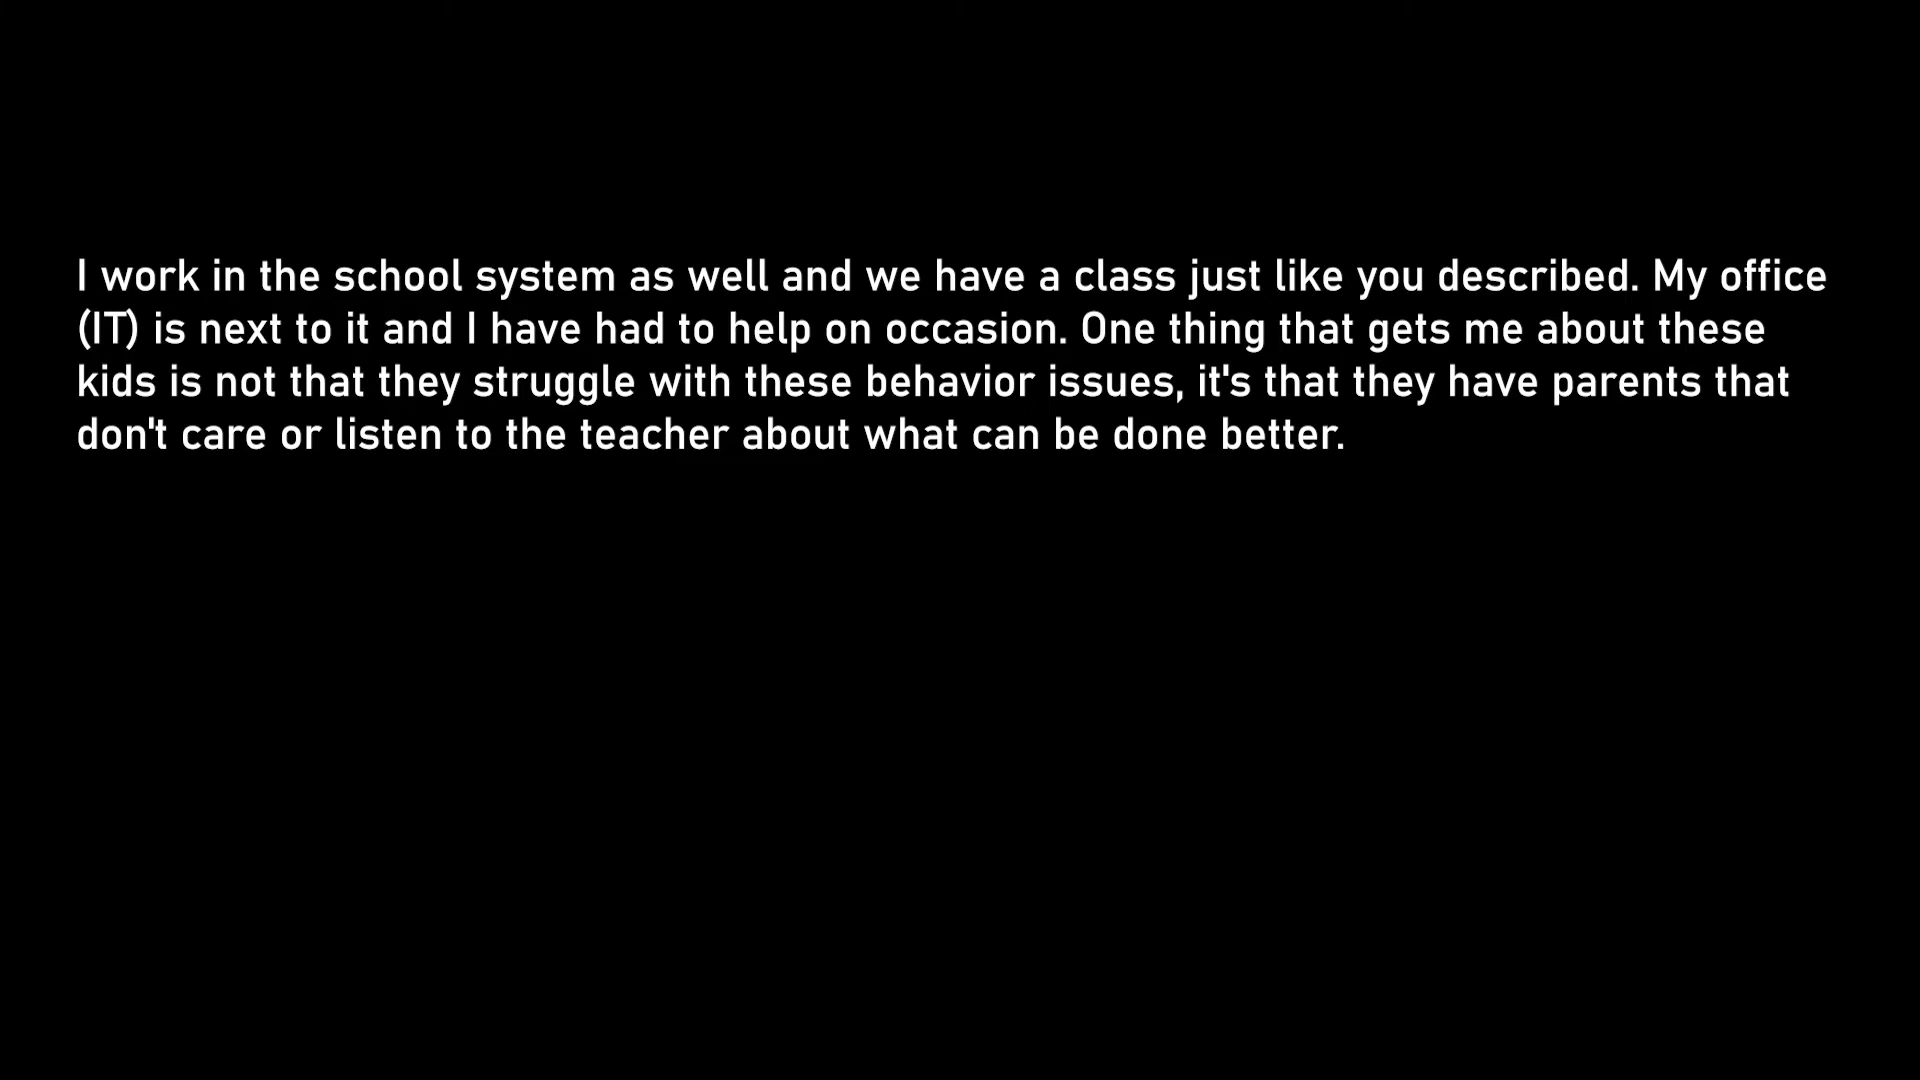 I work in the school system as well and we have a class just like you described. My office
(IT) is next to it and I have had to help on occasion. One thing that gets me about these
kids is not that they struggle with these behavior issues, it's that they have parents that
don't care or listen to the teacher about what can be done better.